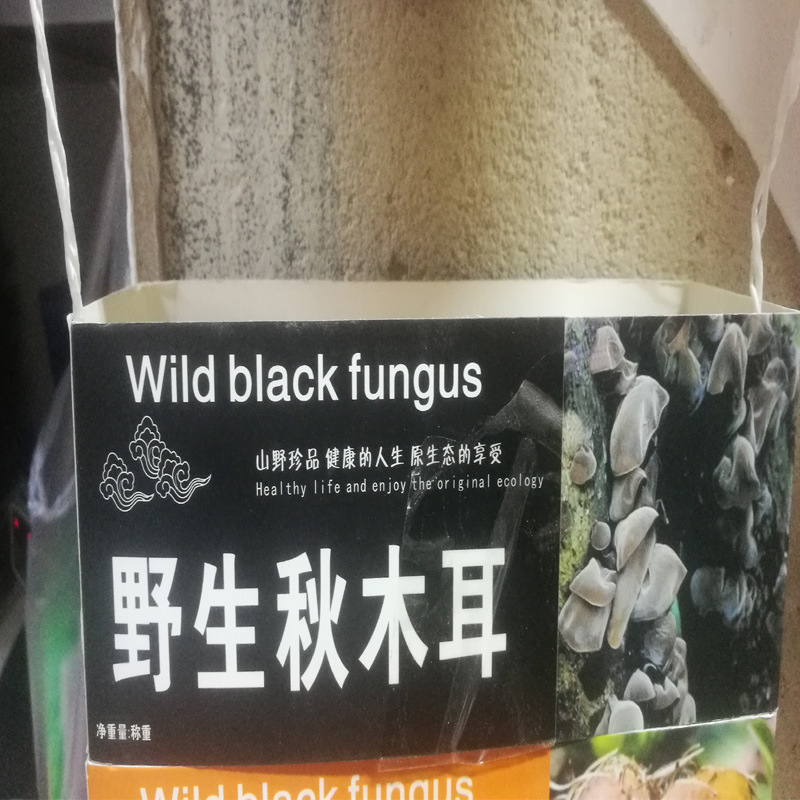 Wild black fungus
山野珍品 健康的人生 原生态的享受
Healthy life and enjoy the original ecology
野生秋木耳
净重量:称重
Wild black fungus